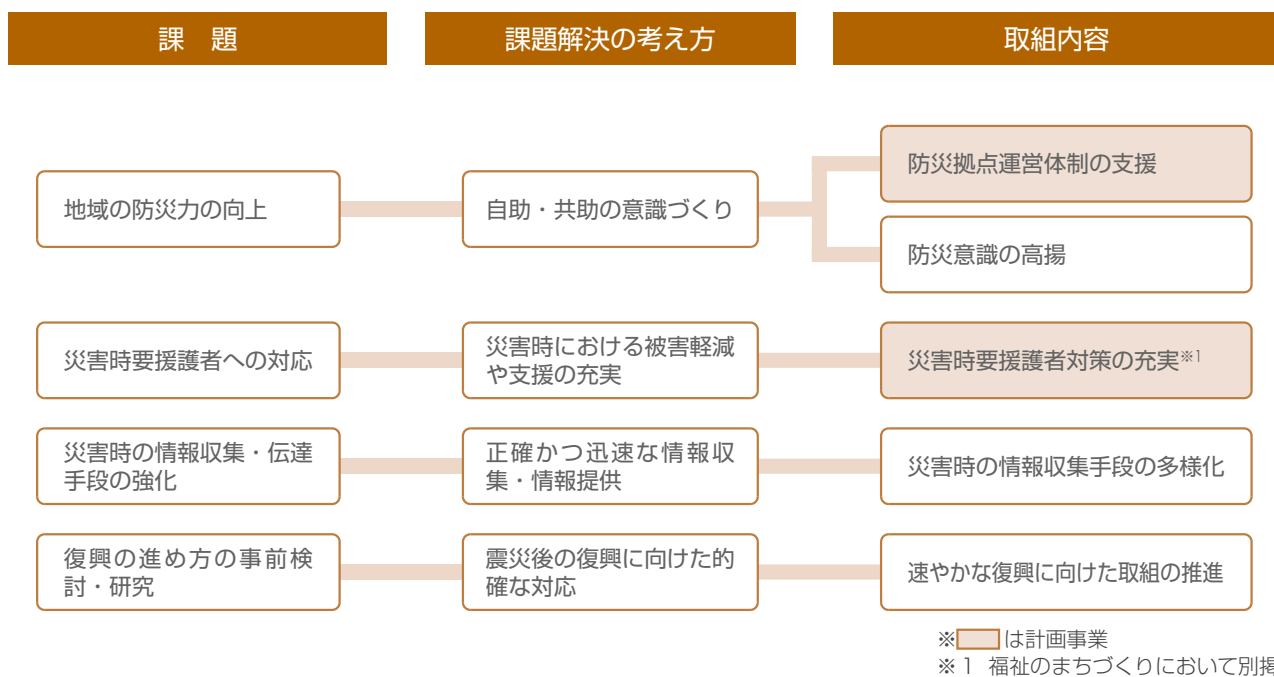 課　題
課題解決の考え方
取組内容
地域の防災力の向上
自助・共助の意識づくり
防災拠点運営体制の支援
防災意識の高揚
災害時要援護者への対応
災害時における被害軽減
や支援の充実
災害時要援護者対策の充実※1
災害時の情報収集・伝達
手段の強化
正確かつ迅速な情報収
集・情報提供
災害時の情報収集手段の多様化
復興の進め方の事前検
討・研究
震災後の復興に向けた的
確な対応
速やかな復興に向けた取組の推進
※　　は計画事業
※１ 福祉のまちづくりにおいて別掲